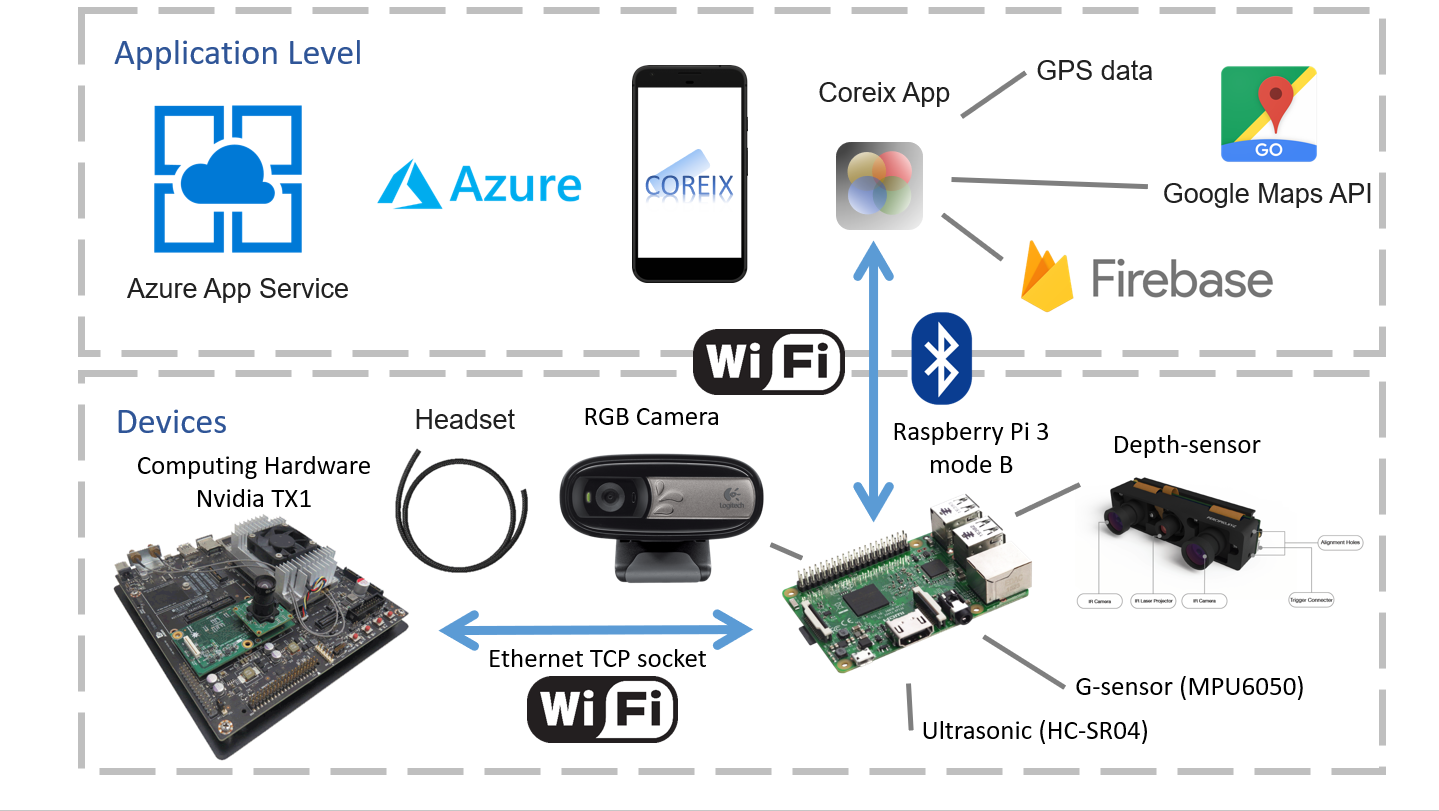 Application Level
GPS data
Coreix App
GO
Google Maps API
Azure
COREIX
Azure App Service
Firebase
Wi Fi
Devices
Headset
RGB Camera
Raspberry Pi 3
mode B
Depth-sensor
Computing Hardware
Nvidia TX1
Logitech
Alignment Holes
IR Camera
IR Laser Projector
IR Camera
Trigger Connecter
Ethernet TCP socket
Wi Fi
G-sensor (MPU6050)
Ultrasonic (HC-SR04)